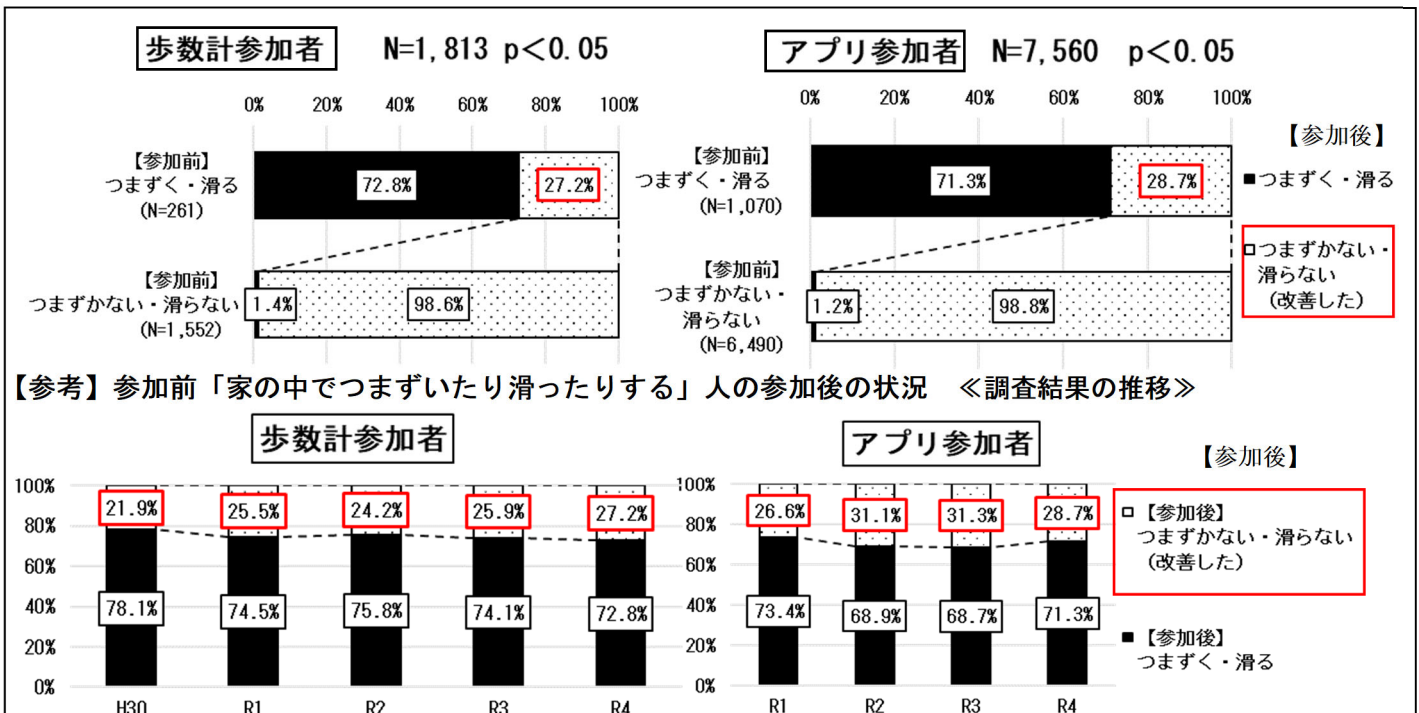 歩数計参加者 N=1,813 p<0.05
0% 20% 40% 60% 80% 100%
【参加前】
つまずく・滑る
(N=261)
72.8% 27.2%
【参加前】
つまずかない・滑らない
(N=1,552)
1.4% 98.6%
アプリ参加者 N=7,560 p<0.05
0% 20% 40% 60% 80% 100%
【参加前】
つまずく・滑る
(N=1,070)
71.3% 28.7%
【参加前】
つまずかない・
滑らない
(N=6,490)
1.2% 98.8%
【参加後】
■つまずく・滑る
□つまずかない・
滑らない
(改善した)
【参考】参加前「家の中でつまずいたり滑ったりする」人の参加後の状況 ≪調査結果の推移≫
歩数計参加者
100%
80%
60%
40%
20%
0%
21.9% 25.5% 24.2% 25.9% 27.2%
78.1% 74.5% 75.8% 74.1% 72.8%
H30 R1 R2 R3 R4
アプリ参加者
100%
80%
60%
40%
20%
0%
26.6% 31.1% 31.3% 28.7%
73.4% 68.9% 68.7% 71.3%
R1 R2 R3 R4
【参加後】
□【参加後】
つまずかない・滑らない
(改善した)
■【参加後】
つまずく・滑る